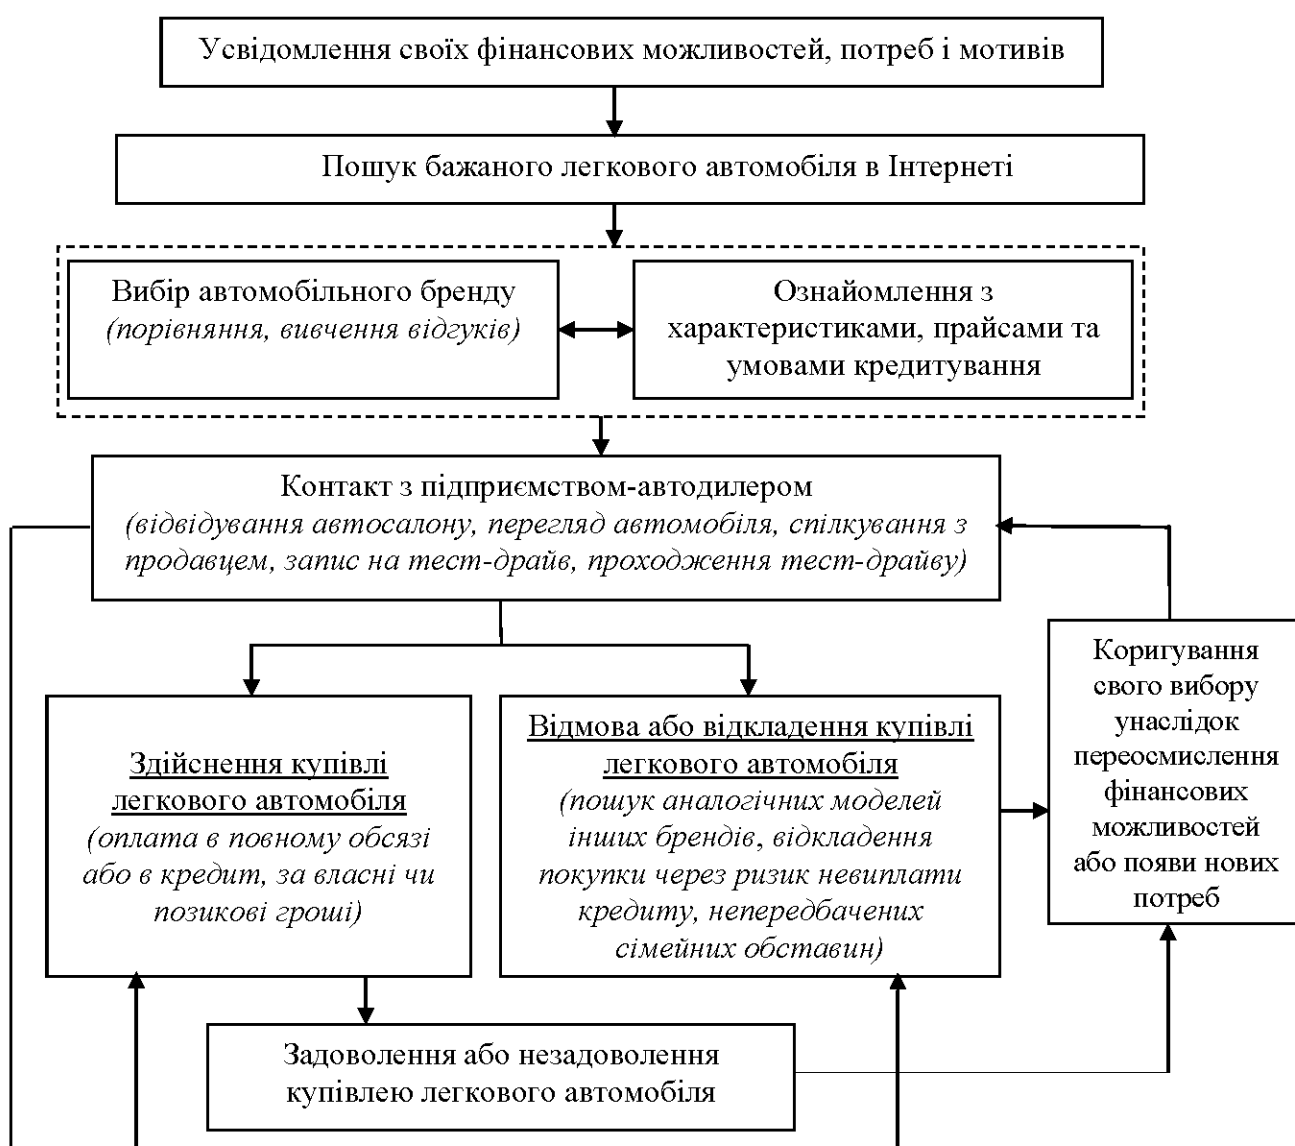 Усвідомлення своїх фінансових можливостей, потреб і мотивів
Пошук бажаного легкового автомобіля в Інтернеті
Вибір автомобільного бренду
(порівняння, вивчення відгуків)
Ознайомлення з
характеристиками, прайсами та
умовами кредитування
Контакт з підприємством-автодилером
(відвідування автосалону, перегляд автомобіля, спілкування з
продавцем, запис на тест-драйв, проходження тест-драйву)
Здійснення купівлі
легкового автомобіля
(оплата в повному обсязі
або в кредит, за власні чи
позикові гроші)
Відмова або відкладення купівлі
легкового автомобіля
(пошук аналогічних моделей
інших брендів, відкладення
покупки через ризик невиплати
кредиту, непередбачених
сімейних обставин)
Коригування
свого вибору
унаслідок
переосмислення
фінансових
можливостей
або появи нових
потреб
Задоволення або незадоволення
купівлею легкового автомобіля